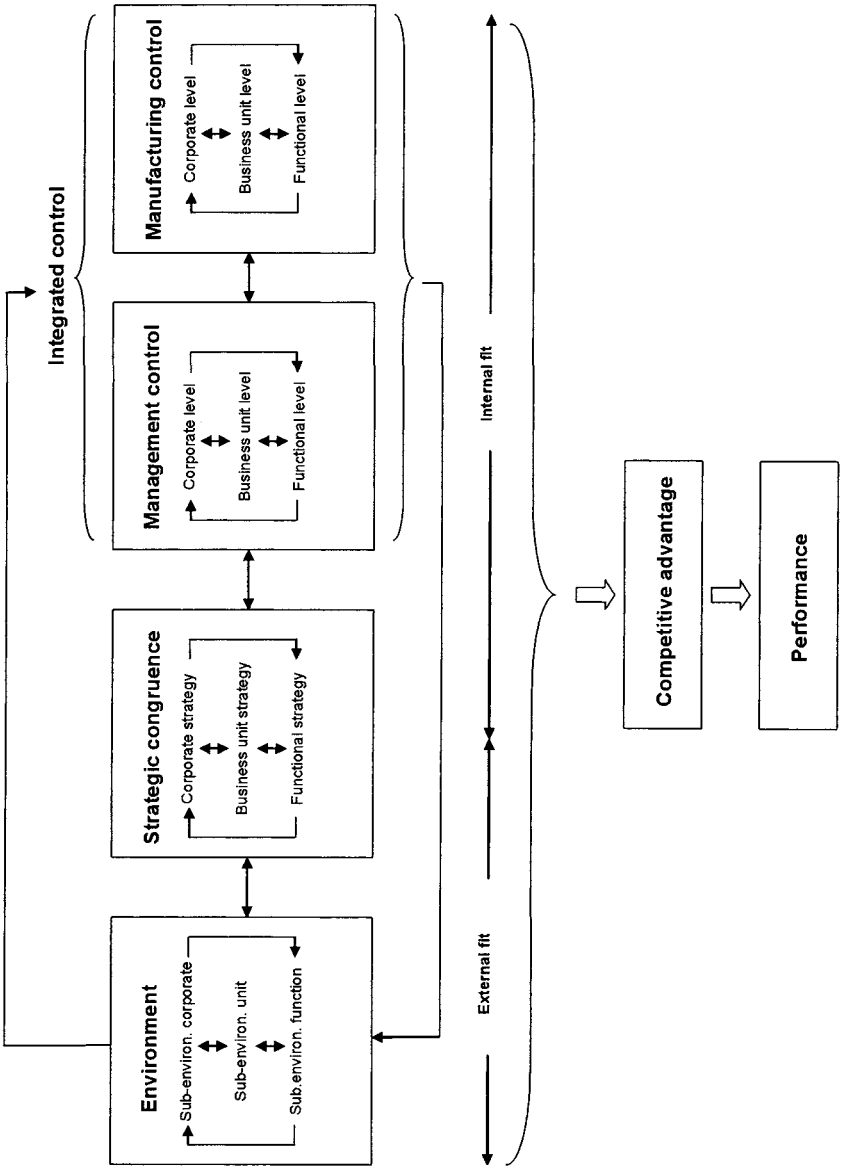 Integrated control
Environment
Sub-environ. corporate
Sub-environ. unit
Sub.environ. function
Strategic congruence
Corporate strategy
Business unit strategy
Functional strategy
Management control
Corporate level
Business unit level
Functional level
Manufacturing control
Corporate level
Business unit level
Functional level
External fit
Internal fit
Competitive advantage
Performance